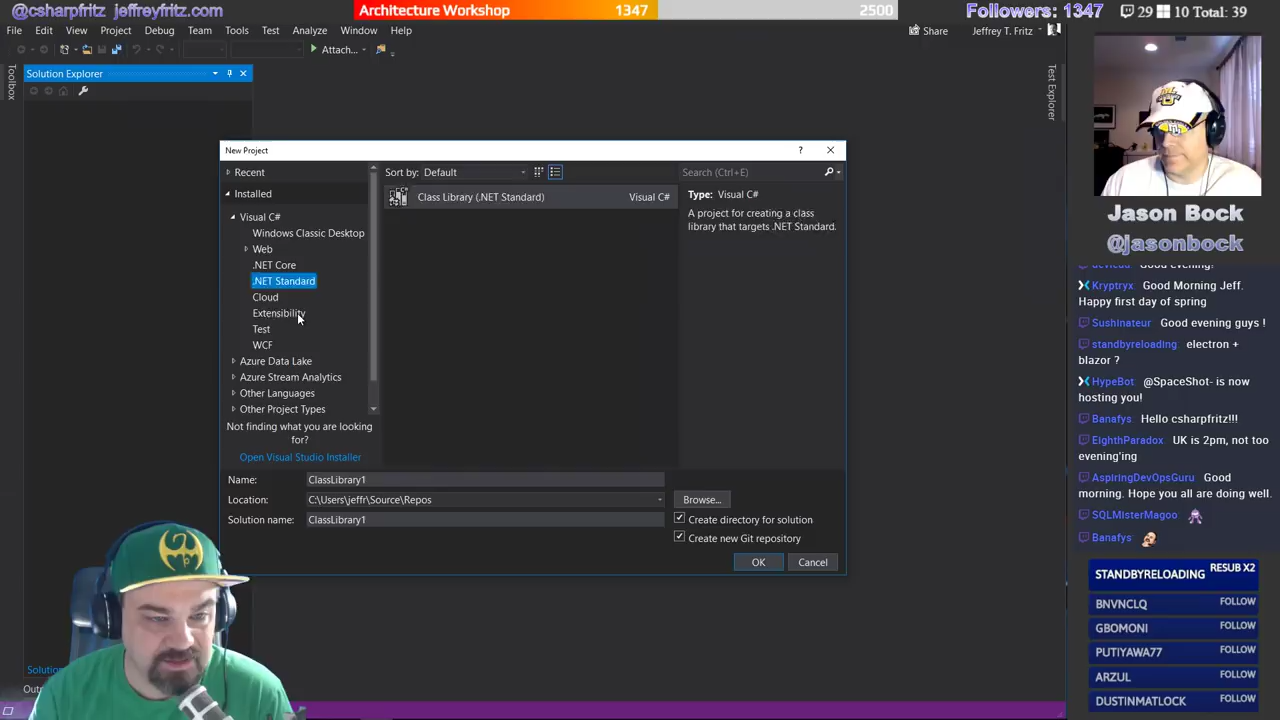 @csharpfritz jeffreyfritz.com
Architecture Workshop 1347 2500
Followers: 1347 29 10 Total: 39
File Edit View Project Debug Team Tools Test Analyze Window Help
Share Jeffrey T. Fritz
Attach...
Toolbox
Solution Explorer
Test Explorer
New Project
Recent
Installed
Visual C#
Windows Classic Desktop
Web
.NET Core
.NET Standard
Cloud
Extensibility
Test
WCF
Azure Data Lake
Azure Stream Analytics
Other Languages
Other Project Types
Not finding what you are looking
for?
Open Visual Studio Installer
Sort by: Default
Class Library (.NET Standard) Visual C#
Search (Ctrl+E)
Type: Visual C#
A project for creating a class
library that targets .NET Standard.
Name: ClassLibrary1
Location: C:\Users\jeffr\Source\Repos
Browse...
Solution name: ClassLibrary1
Create directory for solution
Create new Git repository
OK Cancel
Jason Bock
@jasonbock
Kryptryx Good Morning Jeff.
Happy first day of spring
Sushinateur Good evening guys !
standbyreloading electron +
blazor ?
HypeBot @SpaceShot- is now
hosting you!
Banafys Hello csharpfritz!!!
EighthParadox UK is 2pm, not too
evening'ing
AspiringDevOpsGuru Good
morning. Hope you all are doing well.
SQLMisterMagoo
Banafys
STANDBYRELOADING RESUB X2
BNVNCLQ FOLLOW
GBOMONI FOLLOW
PUTIYAWA77 FOLLOW
ARZUL FOLLOW
DUSTINMATLOCK FOLLOW